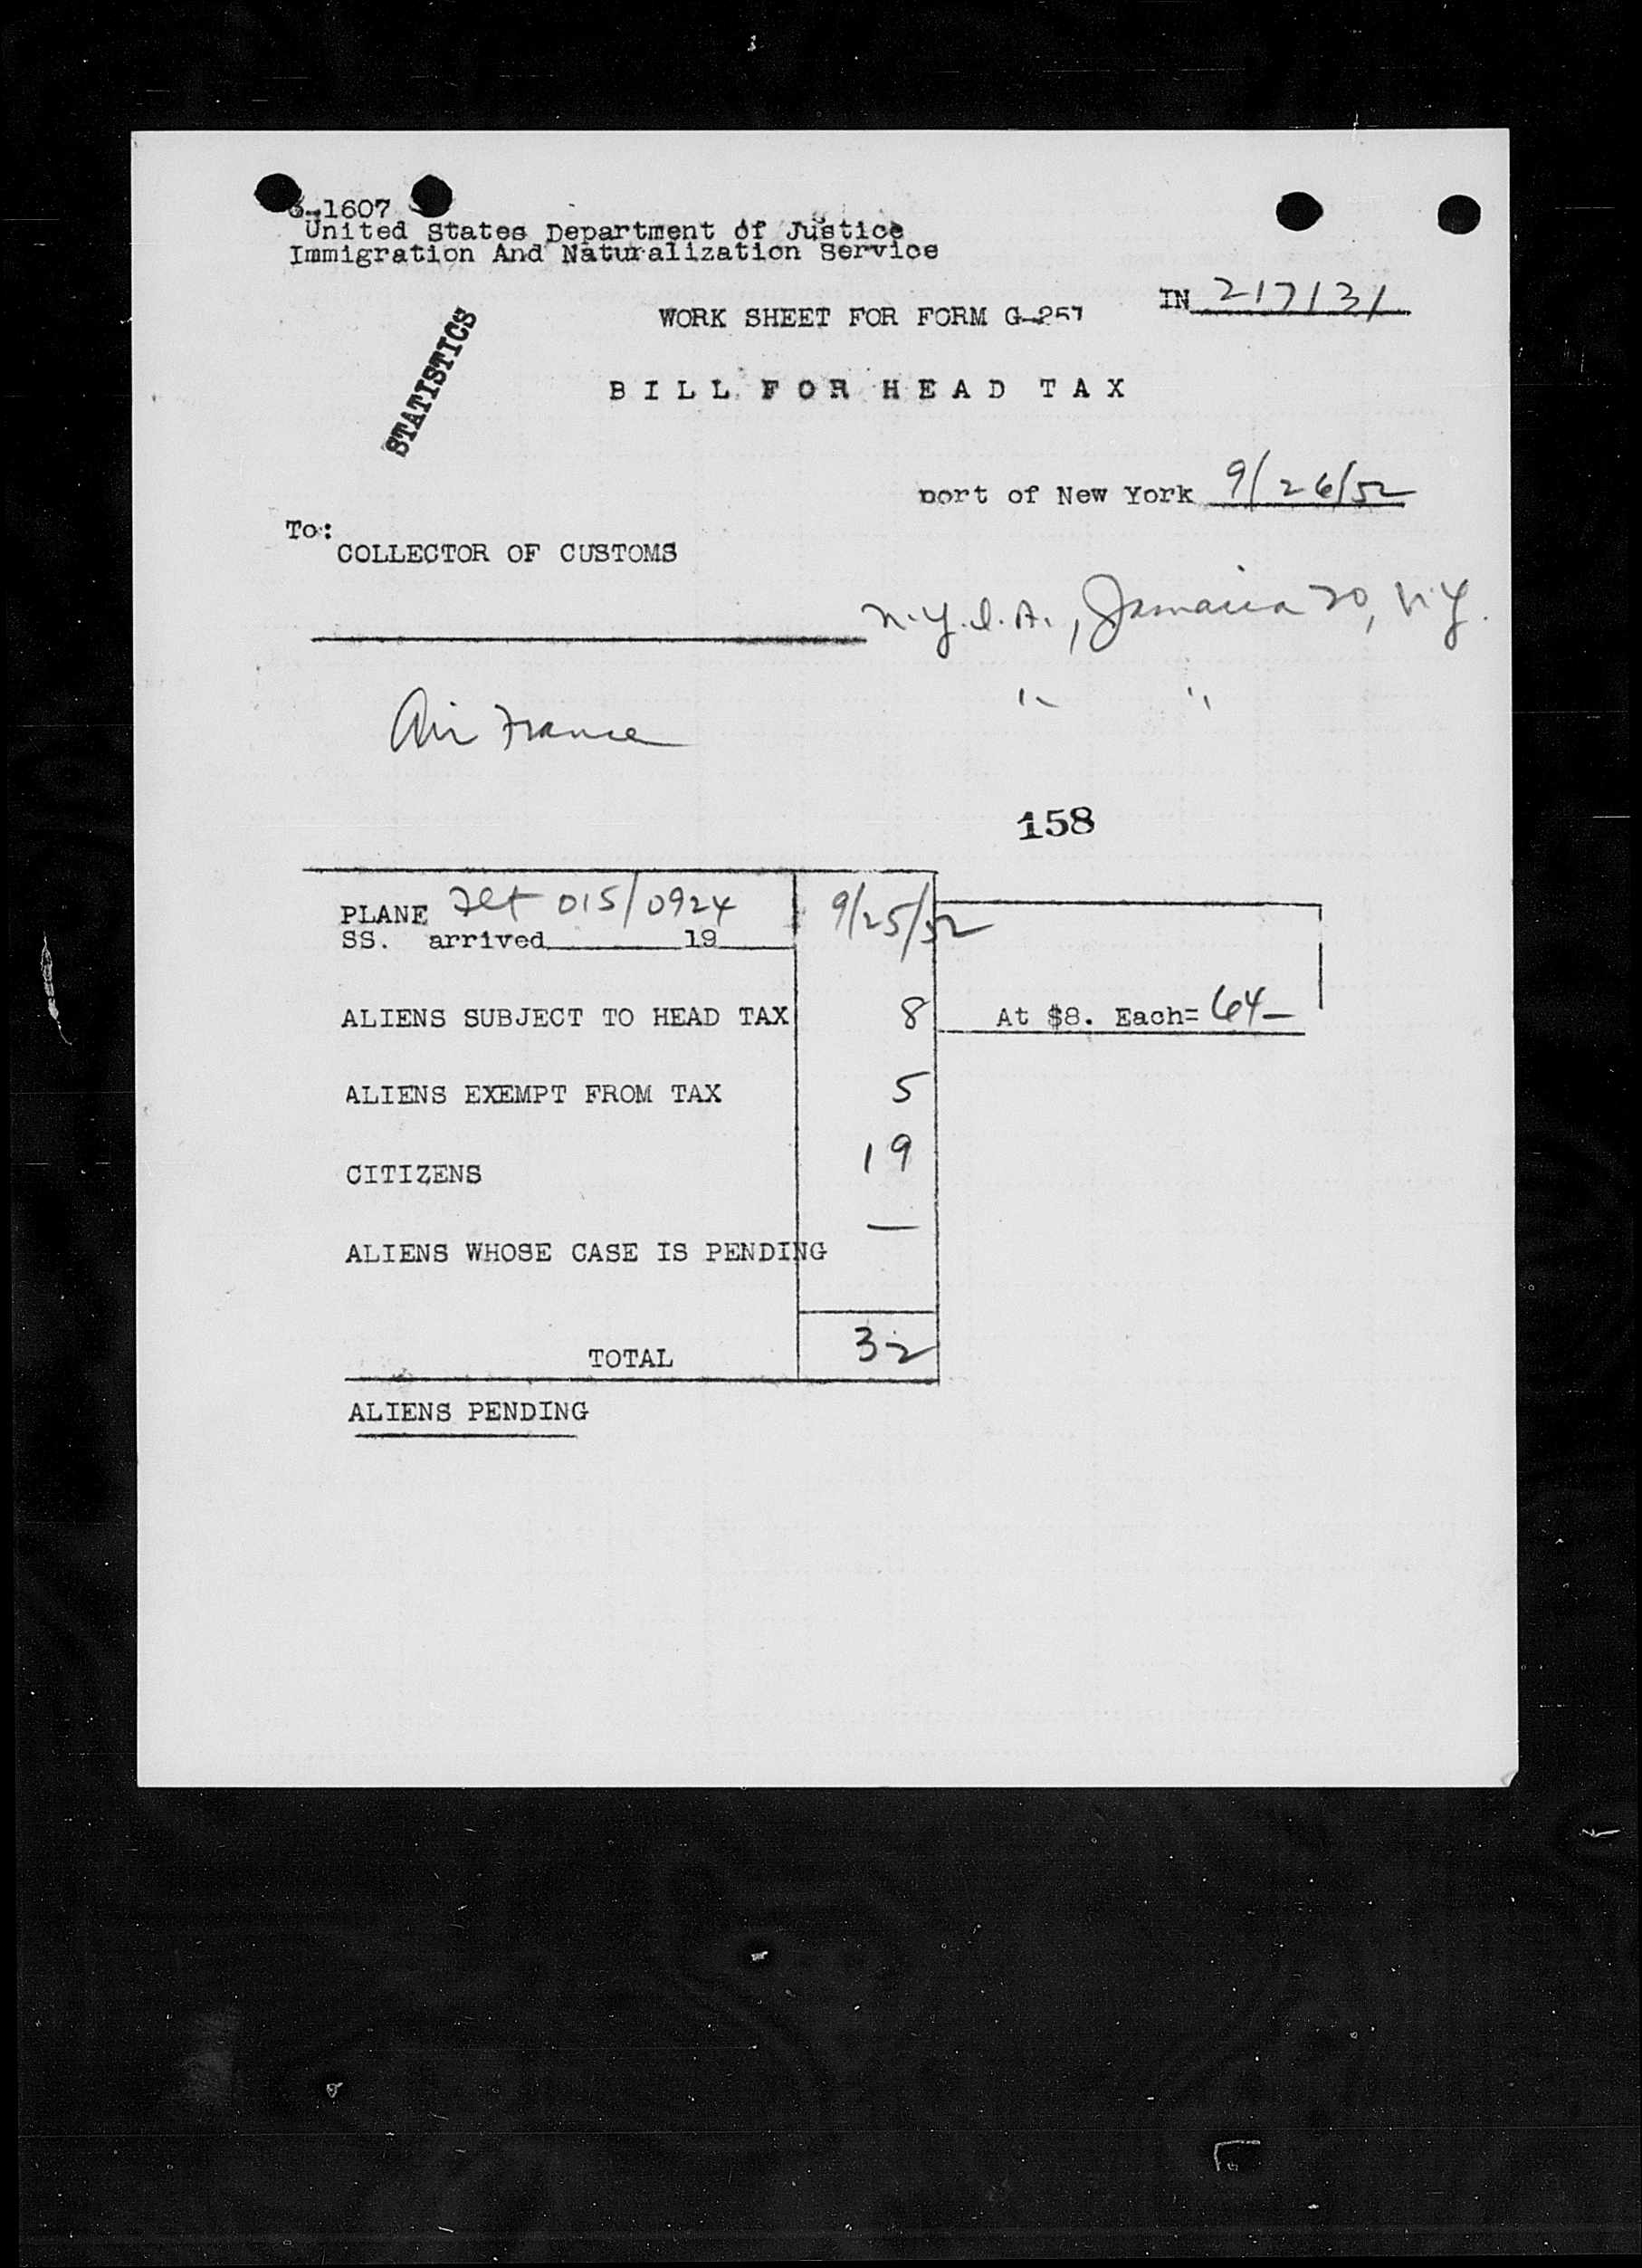 -1607
United States Department of Justice
Immigration And Naturalization Service
IN 217131
WORK SHEET FOR FORM G-257
STATISTICS
BILL FOR HEAD TAX
port of New York 9/26/52
To:
COLLECTOR OF CUSTOMS
N.Y.I.A., Jamaica 20, N.Y.
Air France " "
158
PLANE Flt 015/0924 9/25/52
SS. arrived 19
ALIENS SUBJECT TO HEAD TAX 8 At $8. Each= 64-
ALIENS EXEMPT FROM TAX 5
CITIZENS 19
ALIENS WHOSE CASE IS PENDING —
TOTAL 32
ALIENS PENDING